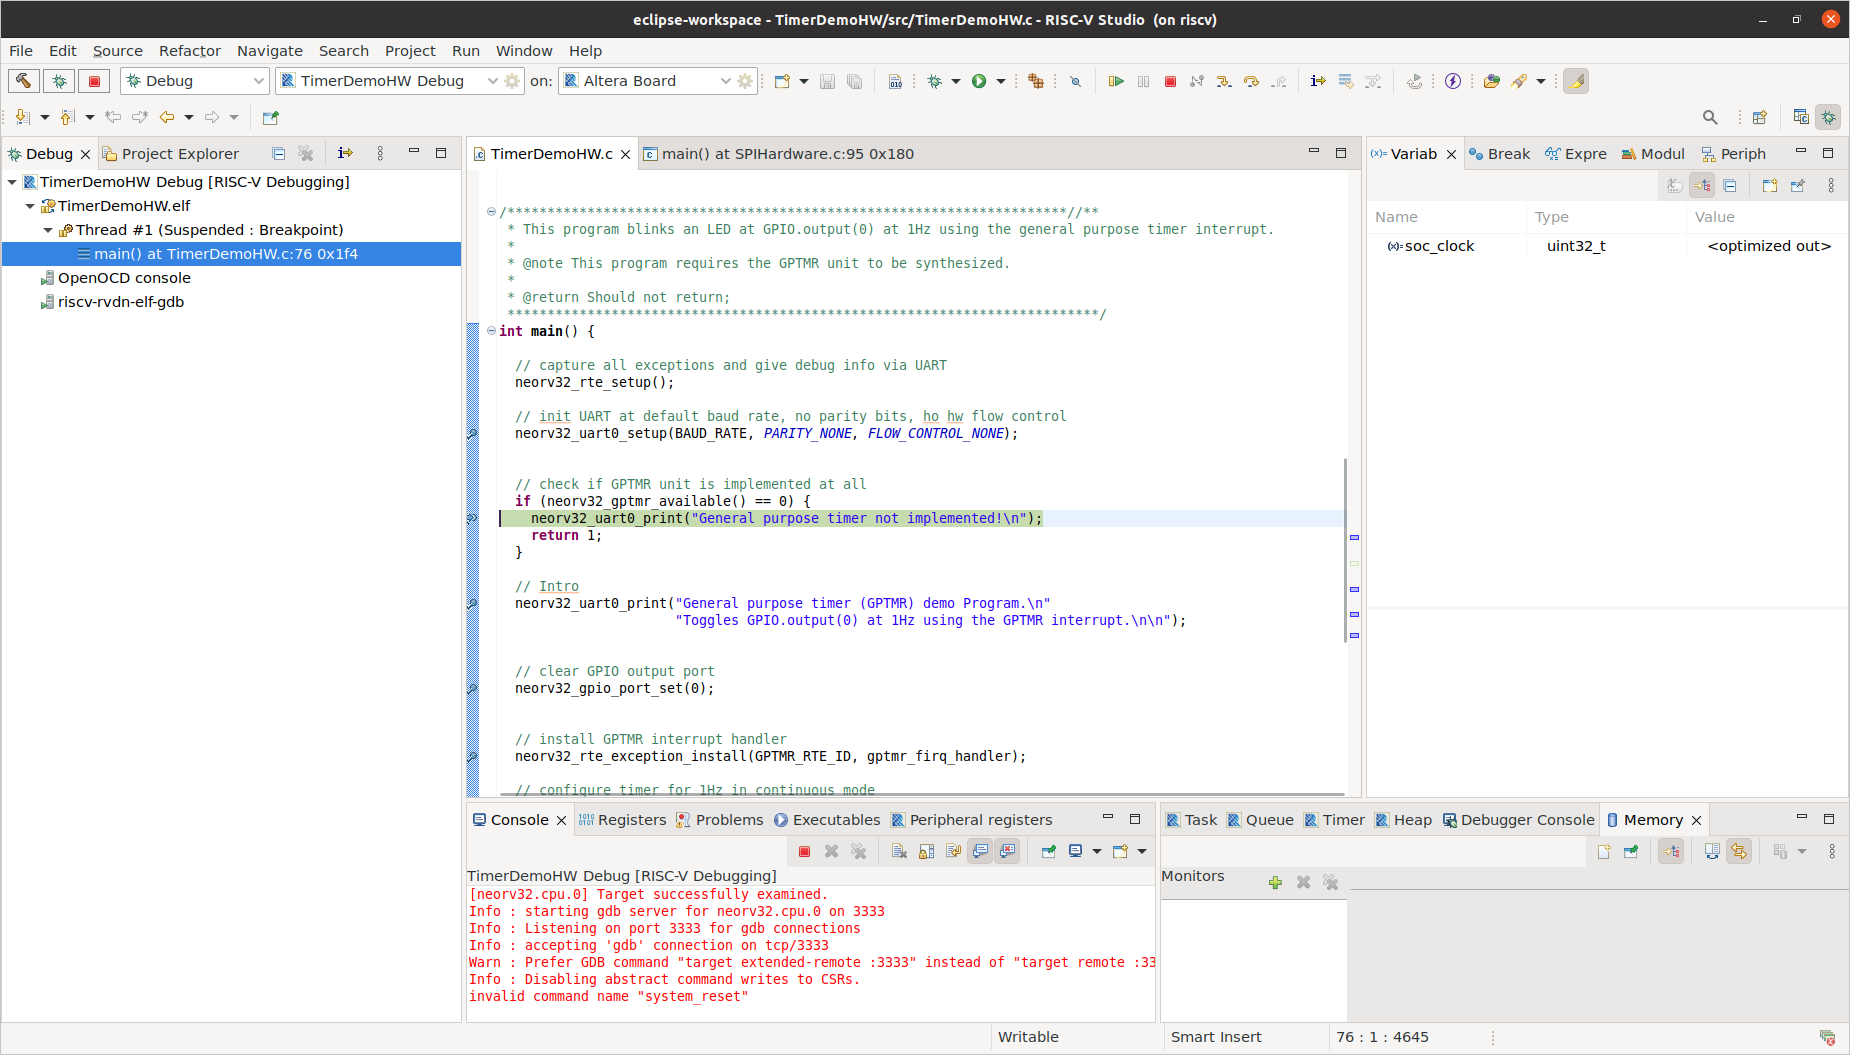 eclipse-workspace - TimerDemoHW/src/TimerDemoHW.c - RISC-V Studio  (on riscv)
File Edit Source Refactor Navigate Search Project Run Window Help
Debug TimerDemoHW Debug on: Altera Board
Debug Project Explorer
TimerDemoHW Debug [RISC-V Debugging]
TimerDemoHW.elf
Thread #1 (Suspended : Breakpoint)
main() at TimerDemoHW.c:76 0x1f4
OpenOCD console
riscv-rvdn-elf-gdb
TimerDemoHW.c main() at SPIHardware.c:95 0x180
/**********************************************************************//**
 * This program blinks an LED at GPIO.output(0) at 1Hz using the general purpose timer interrupt.
 *
 * @note This program requires the GPTMR unit to be synthesized.
 *
 * @return Should not return;
 **************************************************************************/
int main() {
// capture all exceptions and give debug info via UART
neorv32_rte_setup();
// init UART at default baud rate, no parity bits, ho hw flow control
neorv32_uart0_setup(BAUD_RATE, PARITY_NONE, FLOW_CONTROL_NONE);
// check if GPTMR unit is implemented at all
if (neorv32_gptmr_available() == 0) {
neorv32_uart0_print("General purpose timer not implemented!\n");
return 1;
}
// Intro
neorv32_uart0_print("General purpose timer (GPTMR) demo Program.\n"
"Toggles GPIO.output(0) at 1Hz using the GPTMR interrupt.\n\n");
// clear GPIO output port
neorv32_gpio_port_set(0);
// install GPTMR interrupt handler
neorv32_rte_exception_install(GPTMR_RTE_ID, gptmr_firq_handler);
// configure timer for 1Hz in continuous mode
(x)= Variab Break Expre Modul Periph
Name Type Value
(x)= soc_clock uint32_t <optimized out>
Console Registers Problems Executables Peripheral registers
TimerDemoHW Debug [RISC-V Debugging]
[neorv32.cpu.0] Target successfully examined.
Info : starting gdb server for neorv32.cpu.0 on 3333
Info : Listening on port 3333 for gdb connections
Info : accepting 'gdb' connection on tcp/3333
Warn : Prefer GDB command "target extended-remote :3333" instead of "target remote :33
Info : Disabling abstract command writes to CSRs.
invalid command name "system_reset"
Task Queue Timer Heap Debugger Console Memory
Monitors
Writable Smart Insert 76 : 1 : 4645